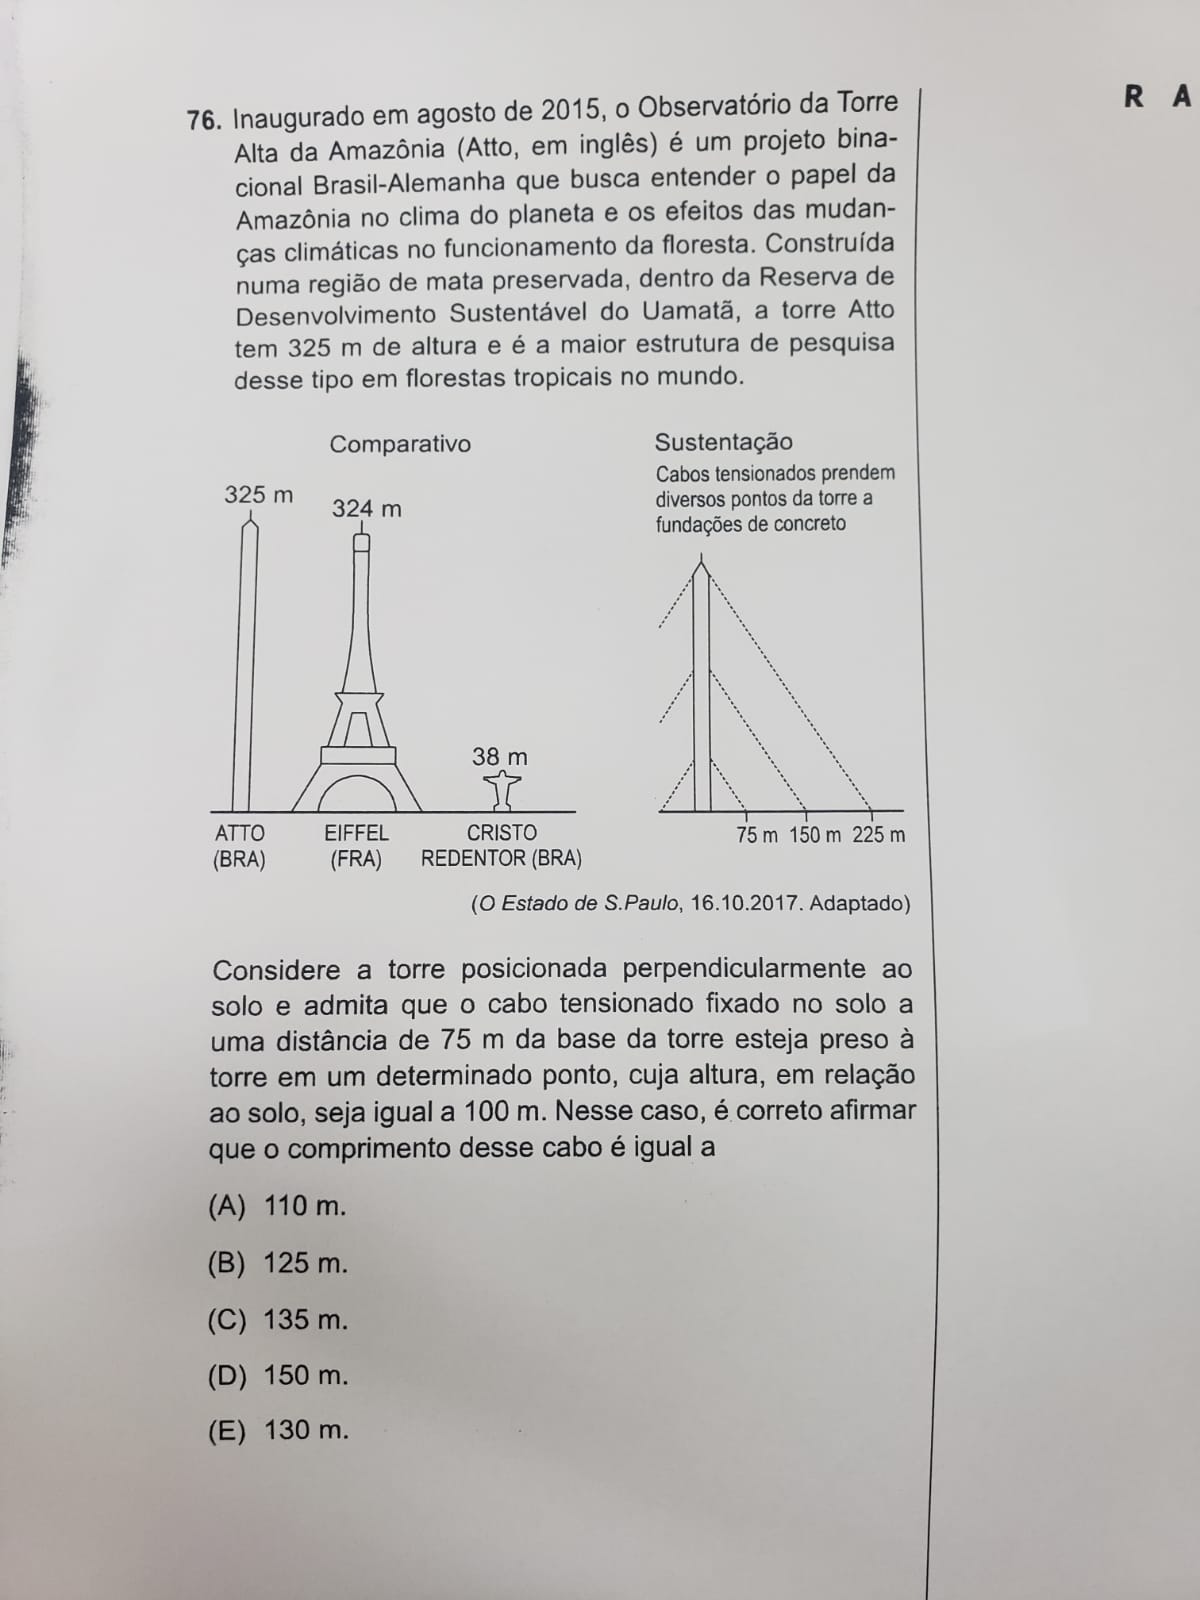 R A
76. Inaugurado em agosto de 2015, o Observatório da Torre
Alta da Amazônia (Atto, em inglês) é um projeto bina-
cional Brasil-Alemanha que busca entender o papel da
Amazônia no clima do planeta e os efeitos das mudan-
ças climáticas no funcionamento da floresta. Construída
numa região de mata preservada, dentro da Reserva de
Desenvolvimento Sustentável do Uamatã, a torre Atto
tem 325 m de altura e é a maior estrutura de pesquisa
desse tipo em florestas tropicais no mundo.
Comparativo
325 m
324 m
38 m
ATTO
(BRA)
EIFFEL
(FRA)
CRISTO
REDENTOR (BRA)
Sustentação
Cabos tensionados prendem
diversos pontos da torre a
fundações de concreto
75 m 150 m 225 m
(O Estado de S.Paulo, 16.10.2017. Adaptado)
Considere a torre posicionada perpendicularmente ao
solo e admita que o cabo tensionado fixado no solo a
uma distância de 75 m da base da torre esteja preso à
torre em um determinado ponto, cuja altura, em relação
ao solo, seja igual a 100 m. Nesse caso, é correto afirmar
que o comprimento desse cabo é igual a
(A) 110 m.
(B) 125 m.
(C) 135 m.
(D) 150 m.
(E) 130 m.